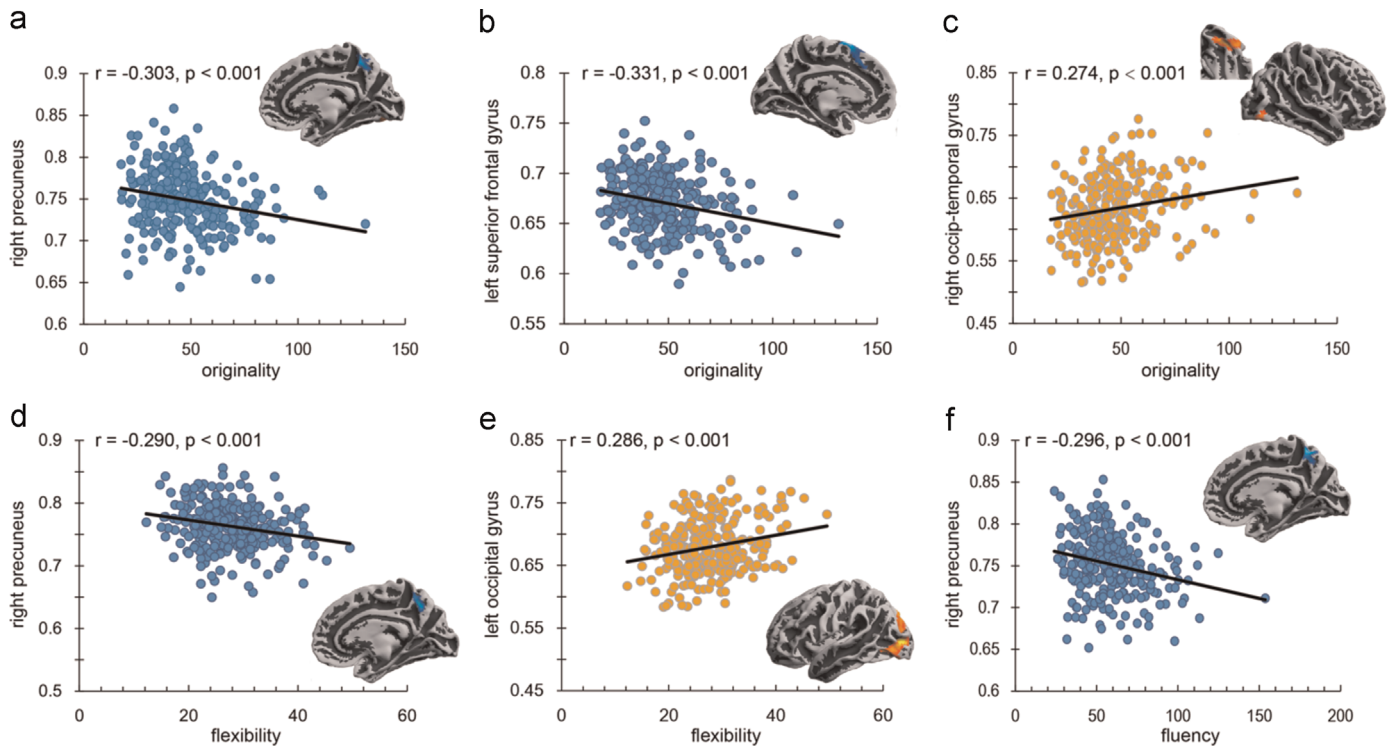 a
r = -0.303, p < 0.001
right precuneus
0.9
0.85
0.8
0.75
0.7
0.65
0.6
0
50
100
150
originality
b
r = -0.331, p < 0.001
left superior frontal gyrus
0.8
0.75
0.7
0.65
0.6
0.55
0
50
100
150
originality
c
r = 0.274, p < 0.001
right occip-temporal gyrus
0.85
0.75
0.65
0.55
0.45
0
50
100
150
originality
d
r = -0.290, p < 0.001
right precuneus
0.9
0.8
0.7
0.6
0.5
0
20
40
60
flexibility
e
r = 0.286, p < 0.001
left occipital gyrus
0.85
0.75
0.65
0.55
0.45
0
20
40
60
flexibility
f
r = -0.296, p < 0.001
right precuneus
0.9
0.85
0.8
0.75
0.7
0.65
0.6
0
50
100
150
200
fluency